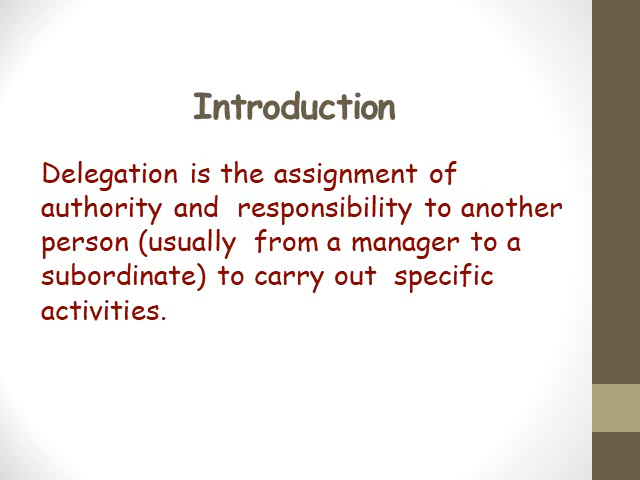 Introduction
Delegation is the assignment of
authority and  responsibility to another
person (usually  from a manager to a
subordinate) to carry out  specific
activities.